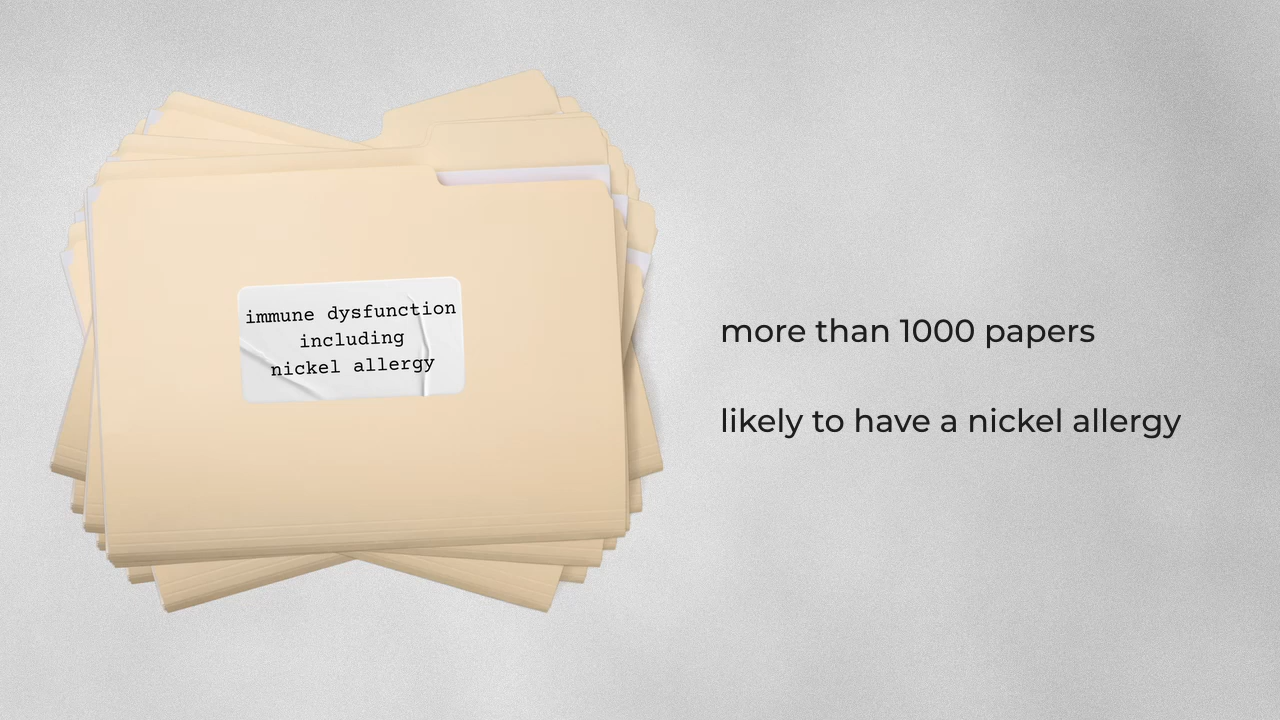 immune dysfunction
including
nickel allergy
more than 1000 papers
likely to have a nickel allergy